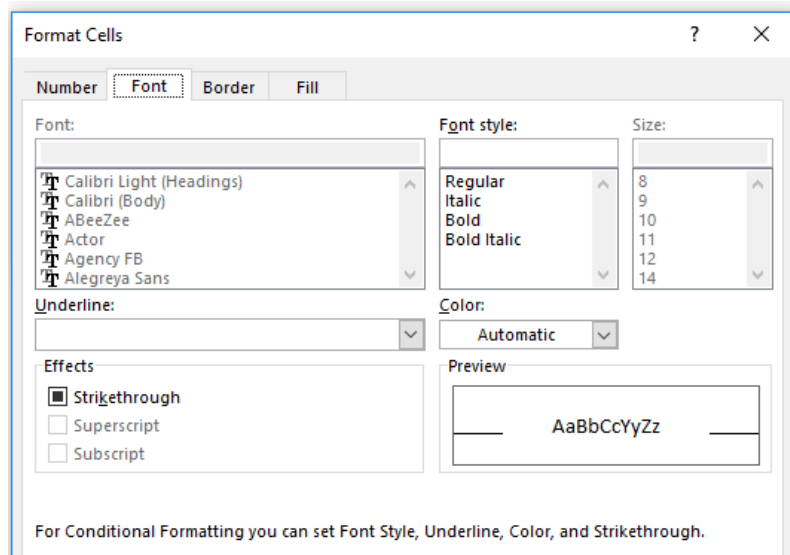 Format Cells ? ×
Number Font Border Fill
Font: Font style: Size:
Calibri Light (Headings) Regular 8
Calibri (Body) Italic 9
ABeeZee Bold 10
Actor Bold Italic 11
Agency FB 12
Alegreya Sans 14
Underline: Color:
Automatic
Effects Preview
Strikethrough
Superscript AaBbCcYyZz
Subscript
For Conditional Formatting you can set Font Style, Underline, Color, and Strikethrough.